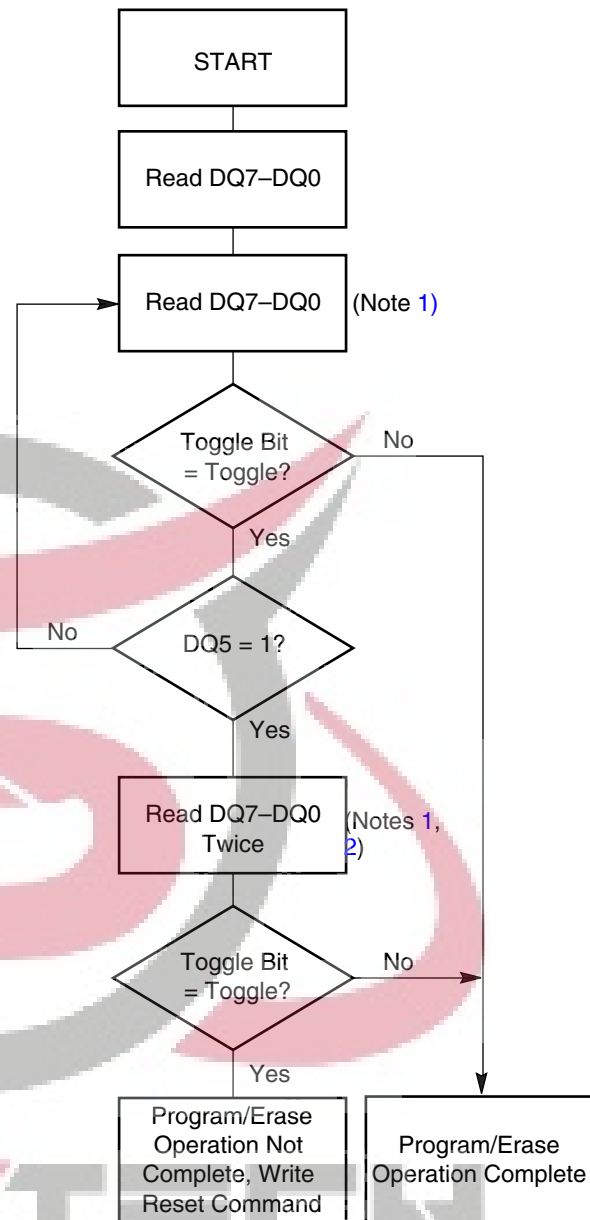 START
Read DQ7–DQ0
Read DQ7–DQ0 (Note 1)
Toggle Bit
= Toggle?
No
Yes
DQ5 = 1?
No
Yes
Read DQ7–DQ0
Twice
(Notes 1,
2)
Toggle Bit
= Toggle?
No
Yes
Program/Erase
Operation Not
Complete, Write
Reset Command
Program/Erase
Operation Complete